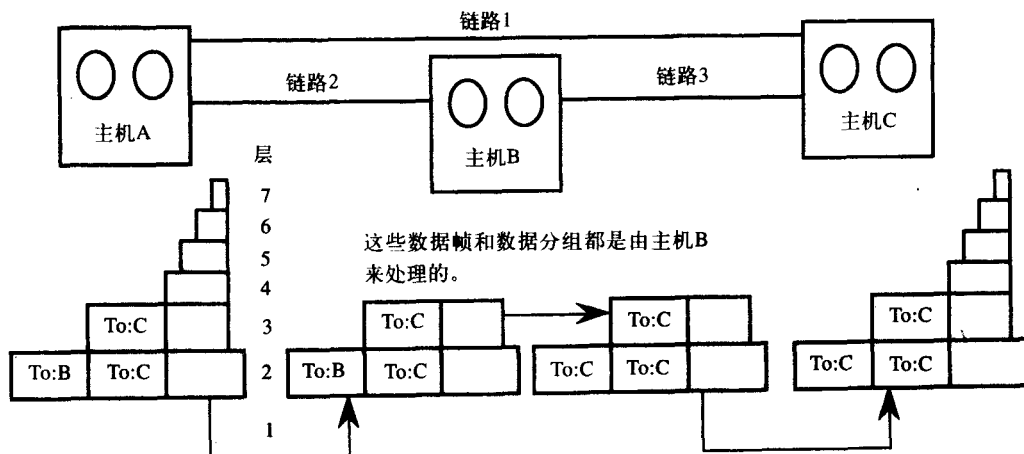 链路1
链路2
链路3
主机A
主机B
主机C
层
7
6
5
4
3
2
1
这些数据帧和数据分组都是由主机B
来处理的。
To:C
To:B To:C
To:C
To:B To:C
To:C
To:C To:C
To:C
To:C To:C